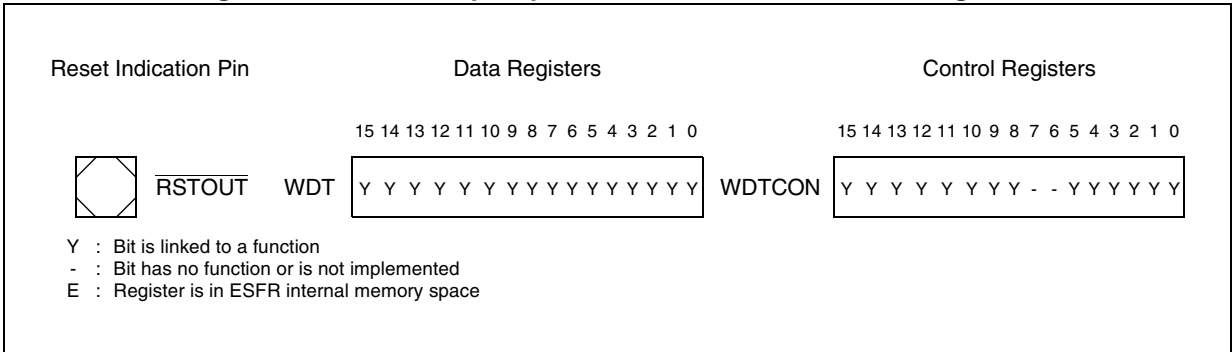 Reset Indication Pin Data Registers Control Registers
15 14 13 12 11 10 9 8 7 6 5 4 3 2 1 0 15 14 13 12 11 10 9 8 7 6 5 4 3 2 1 0
RSTOUT WDT Y Y Y Y Y Y Y Y Y Y Y Y Y Y Y Y WDTCON Y Y Y Y Y Y Y Y - - Y Y Y Y Y Y
Y : Bit is linked to a function
- : Bit has no function or is not implemented
E : Register is in ESFR internal memory space